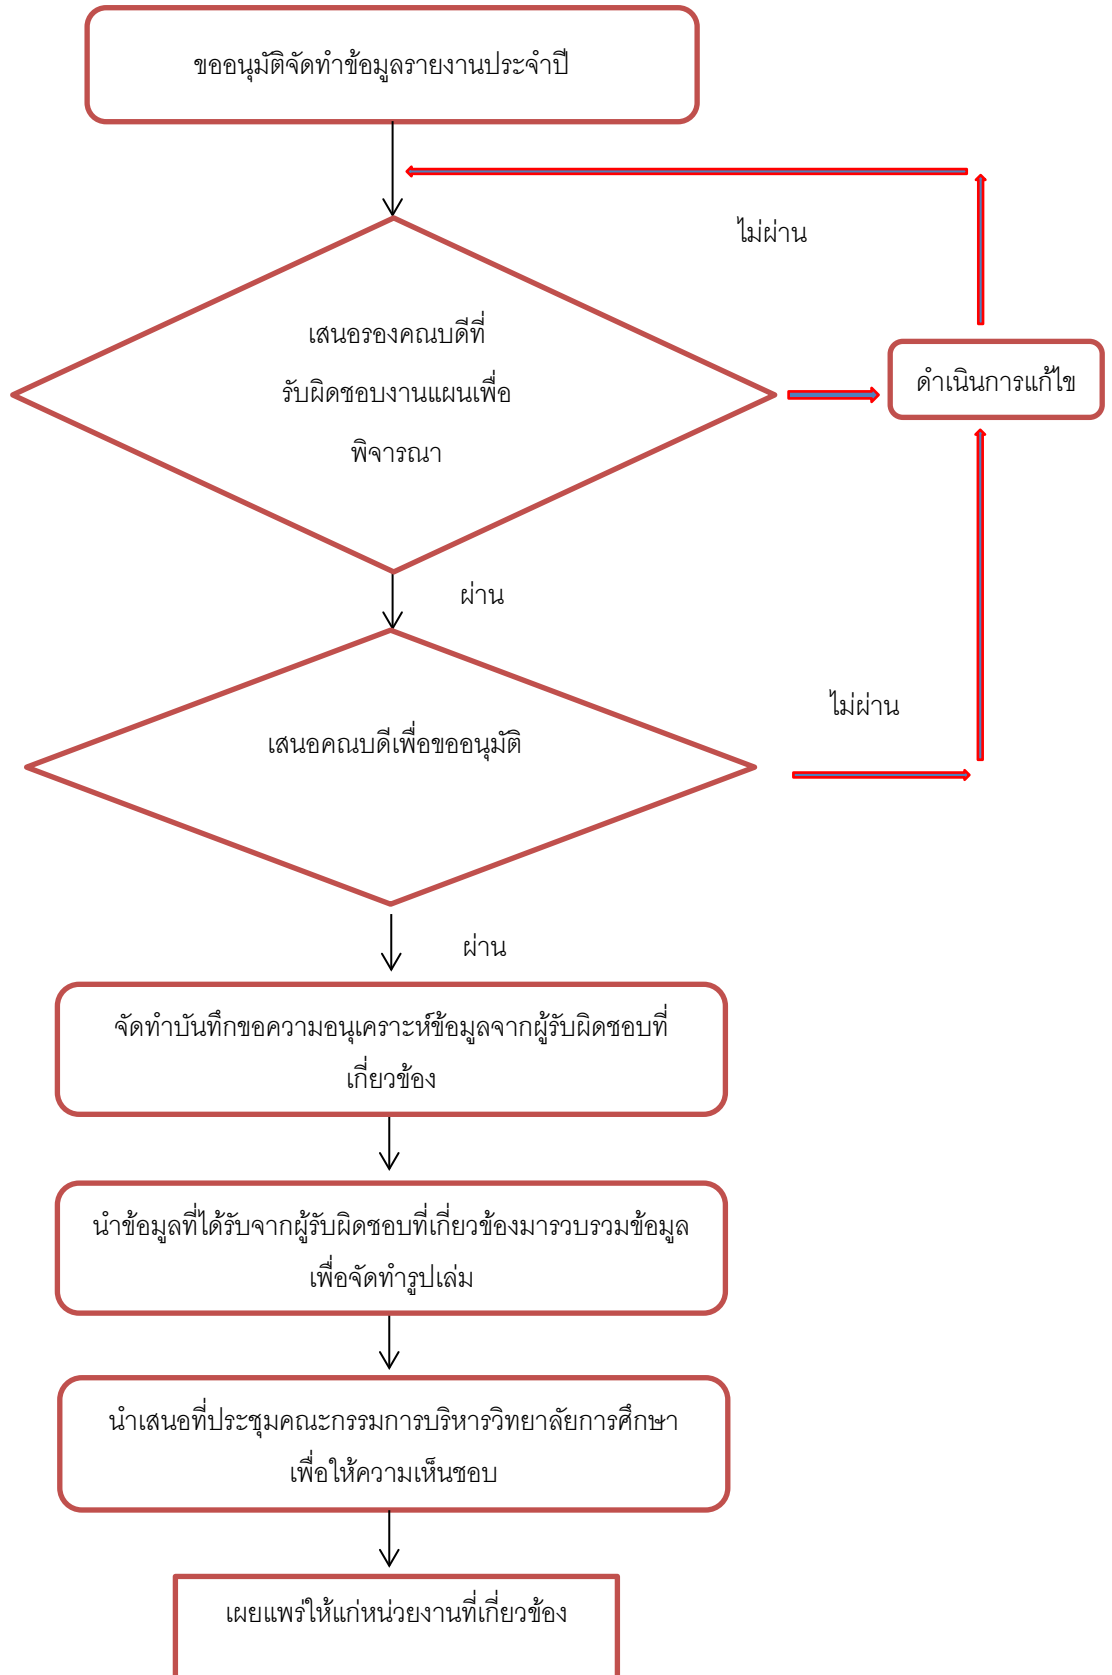 ขออนุมัติจัดทำข้อมูลรายงานประจำปี
ไม่ผ่าน
เสนอรองคณบดีที่
รับผิดชอบงานแผนเพื่อ
พิจารณา
ดำเนินการแก้ไข
ผ่าน
ไม่ผ่าน
เสนอคณบดีเพื่อขออนุมัติ
ผ่าน
จัดทำบันทึกขอความอนุเคราะห์ข้อมูลจากผู้รับผิดชอบที่
เกี่ยวข้อง
นำข้อมูลที่ได้รับจากผู้รับผิดชอบที่เกี่ยวข้องมารวบรวมข้อมูล
เพื่อจัดทำรูปเล่ม
นำเสนอที่ประชุมคณะกรรมการบริหารวิทยาลัยการศึกษา
เพื่อให้ความเห็นชอบ
เผยแพร่ให้แก่หน่วยงานที่เกี่ยวข้อง